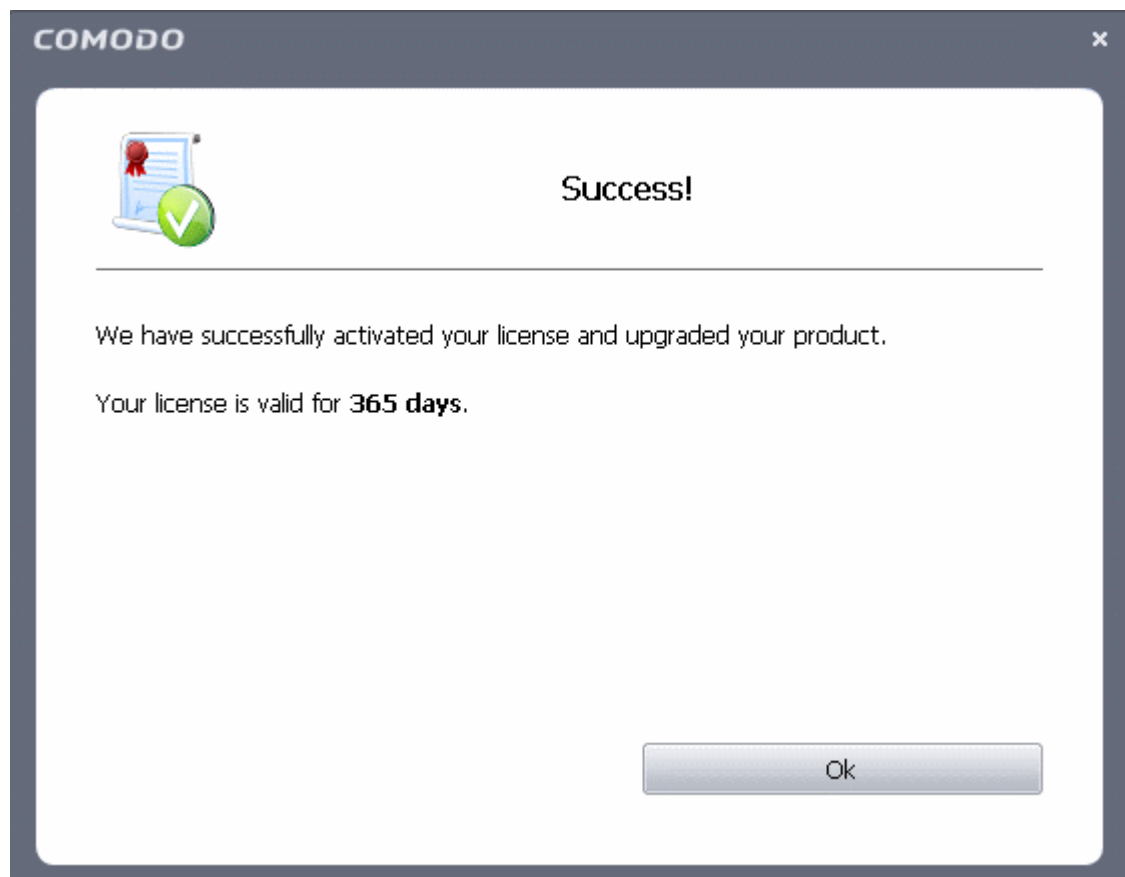 COMODO
Success!
We have successfully activated your license and upgraded your product.
Your license is valid for 365 days.
Ok